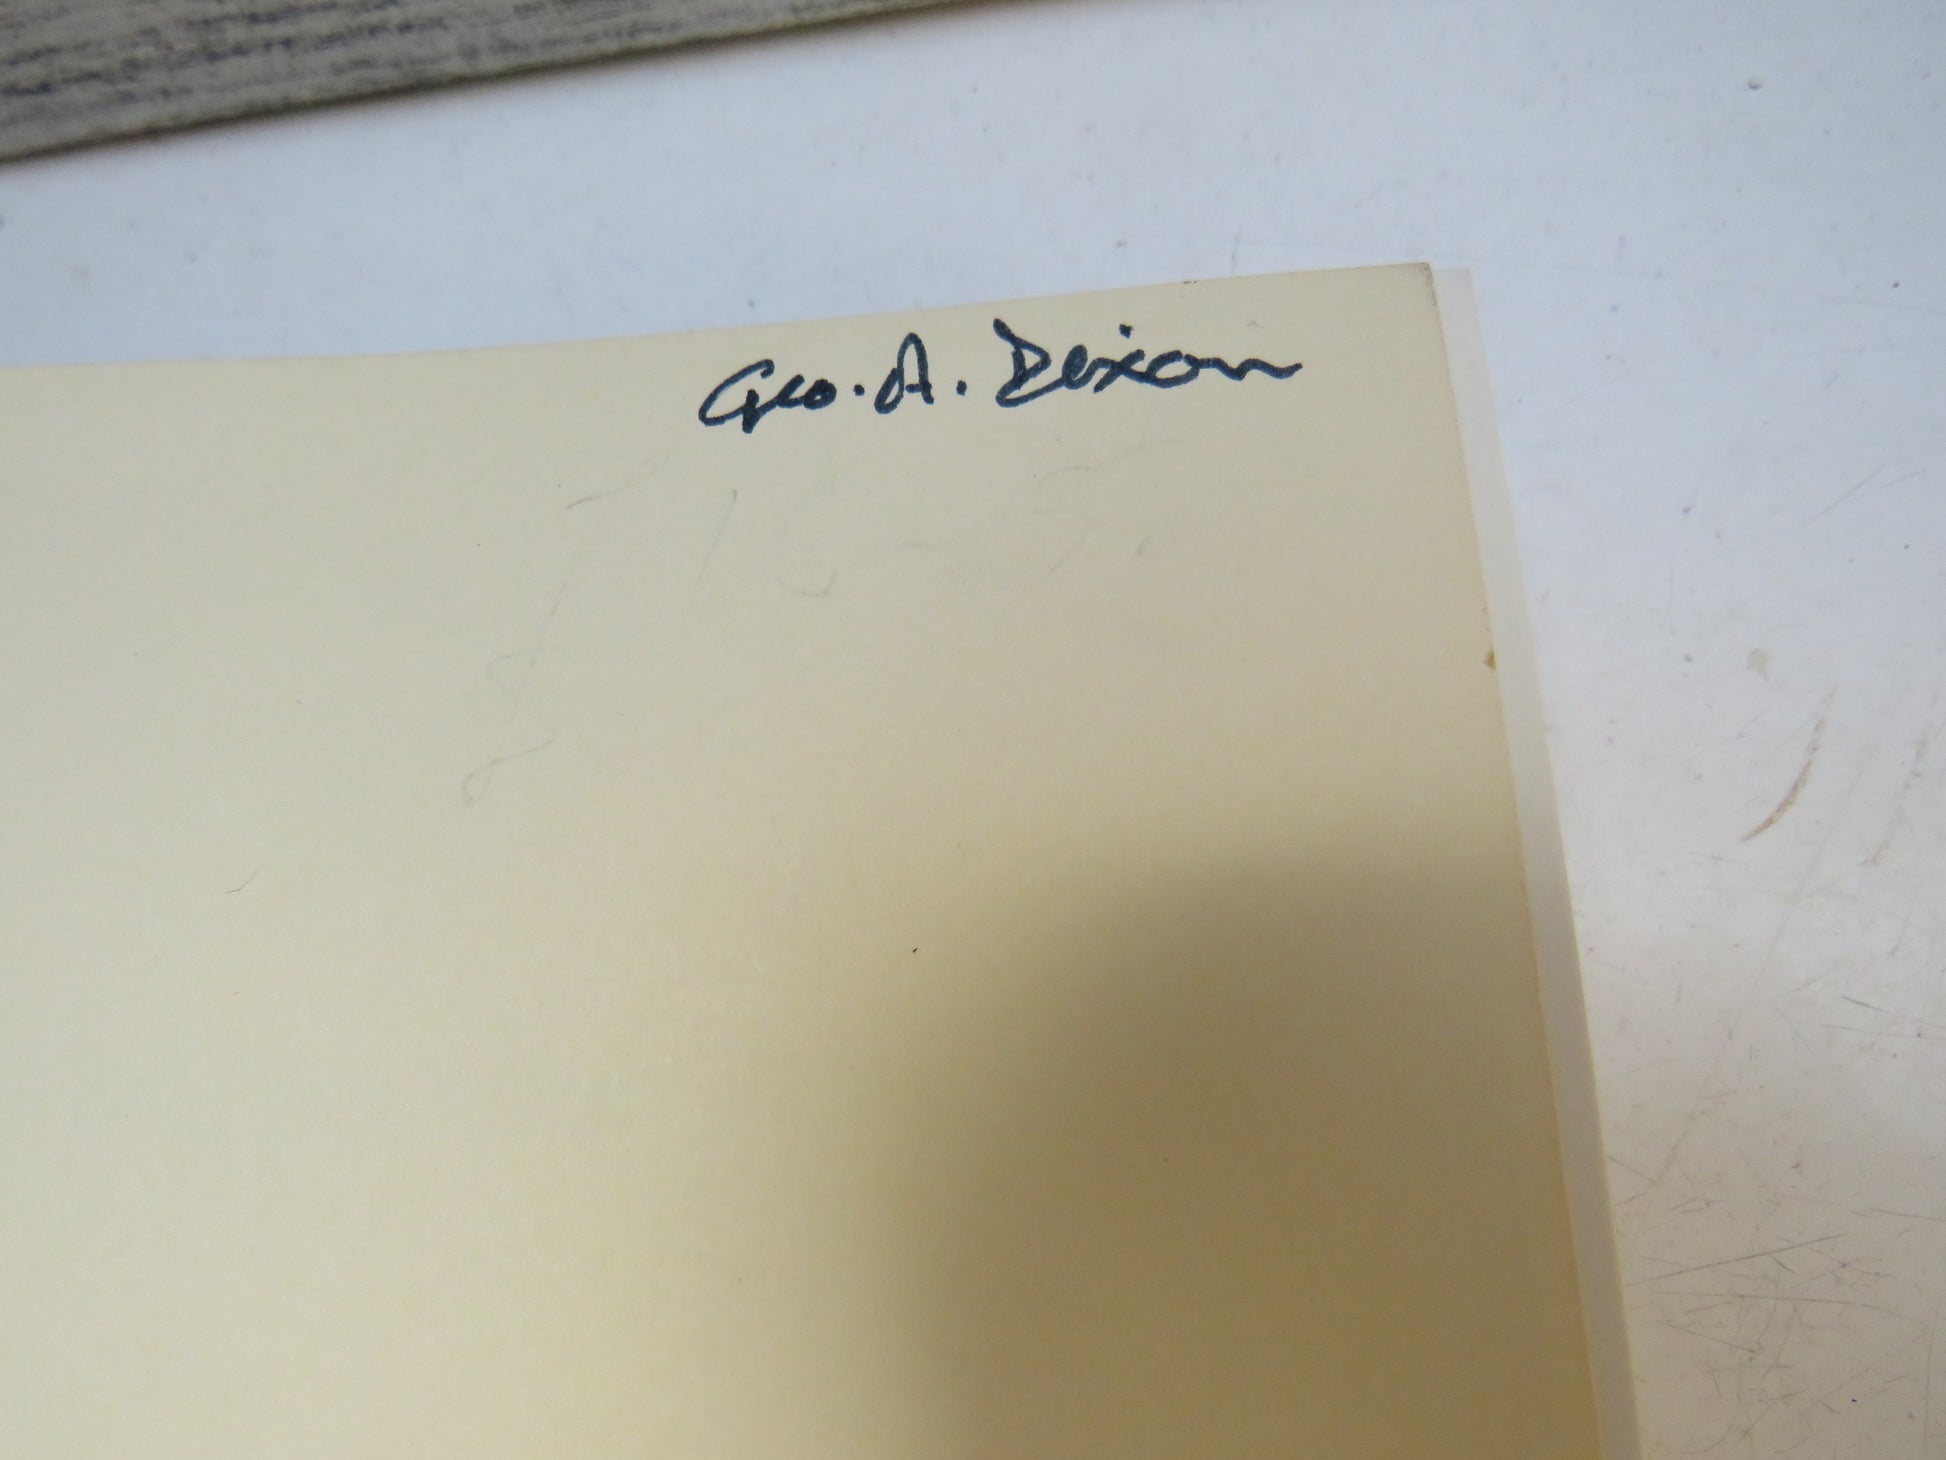 Geo. A. Dixon